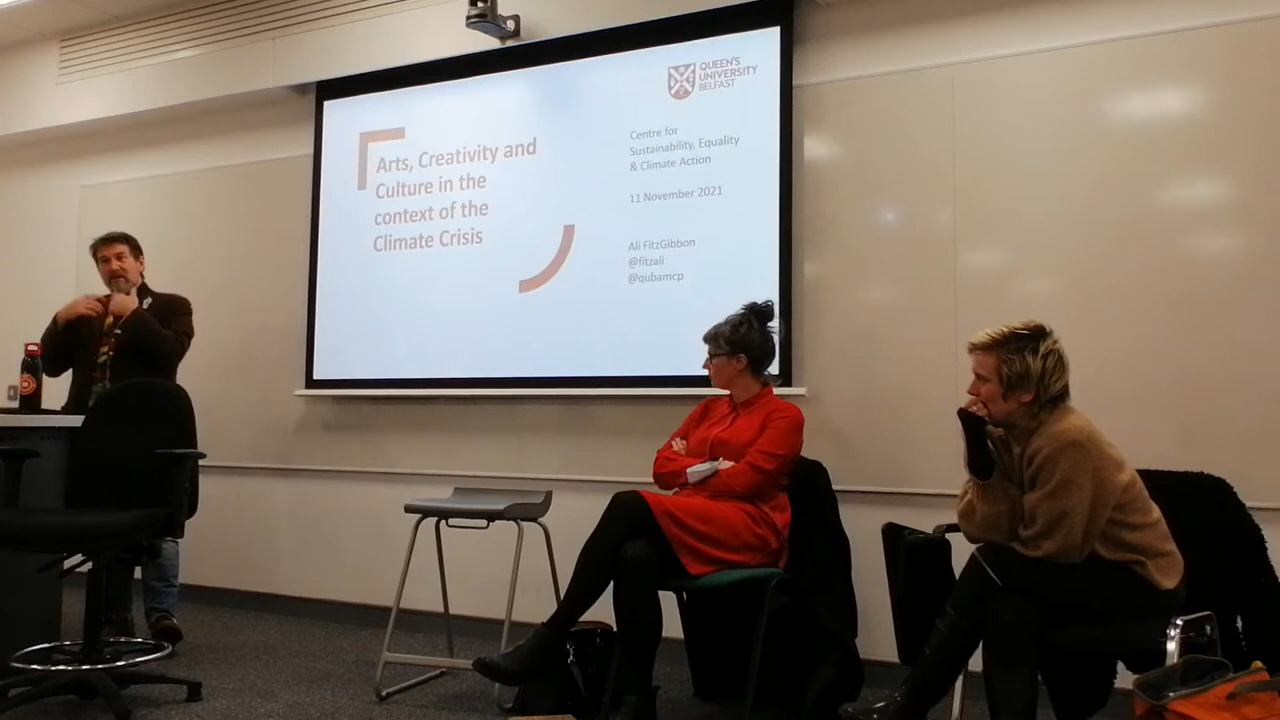 Arts, Creativity and
Culture in the
context of the
Climate Crisis
QUEEN'S
UNIVERSITY
BELFAST
Centre for
Sustainability, Equality
& Climate Action
11 November 2021
Ali FitzGibbon
@fitzali
@qubamcp